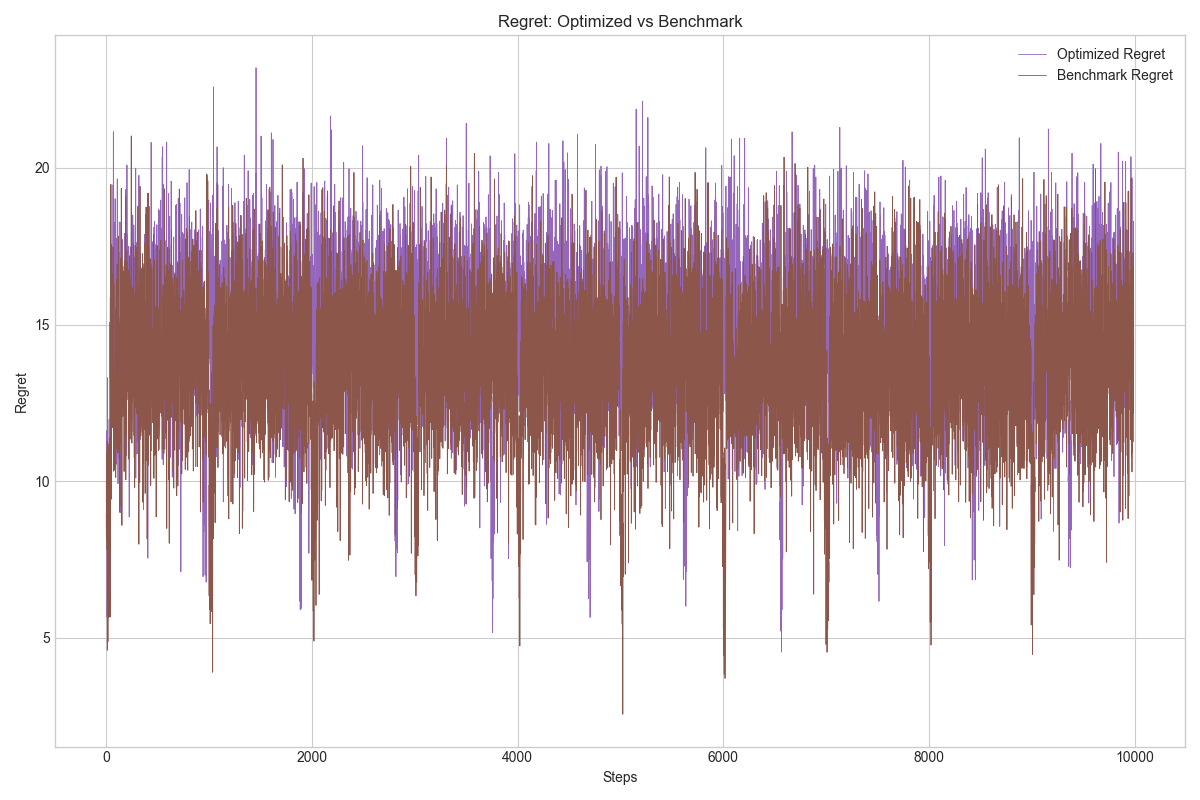 Regret: Optimized vs Benchmark
Optimized Regret
Benchmark Regret
20
15
10
5
Regret
0
2000
4000
6000
8000
10000
Steps